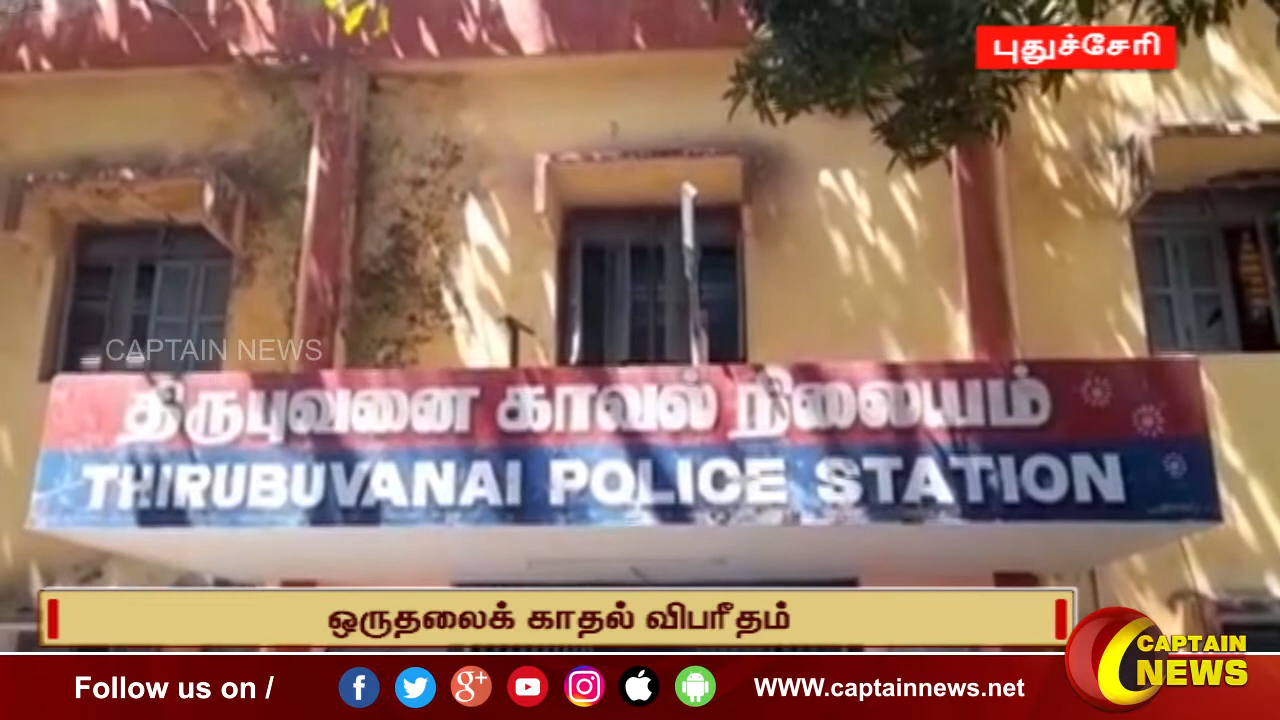 புதுச்சேரி
CAPTAIN NEWS
திருபுவனை காவல் நிலையம்
THIRUBUVANAI POLICE STATION
ஒருதலைக் காதல் விபரீதம்
CAPTAIN
NEWS
Follow us on /
WWW.captainnews.net